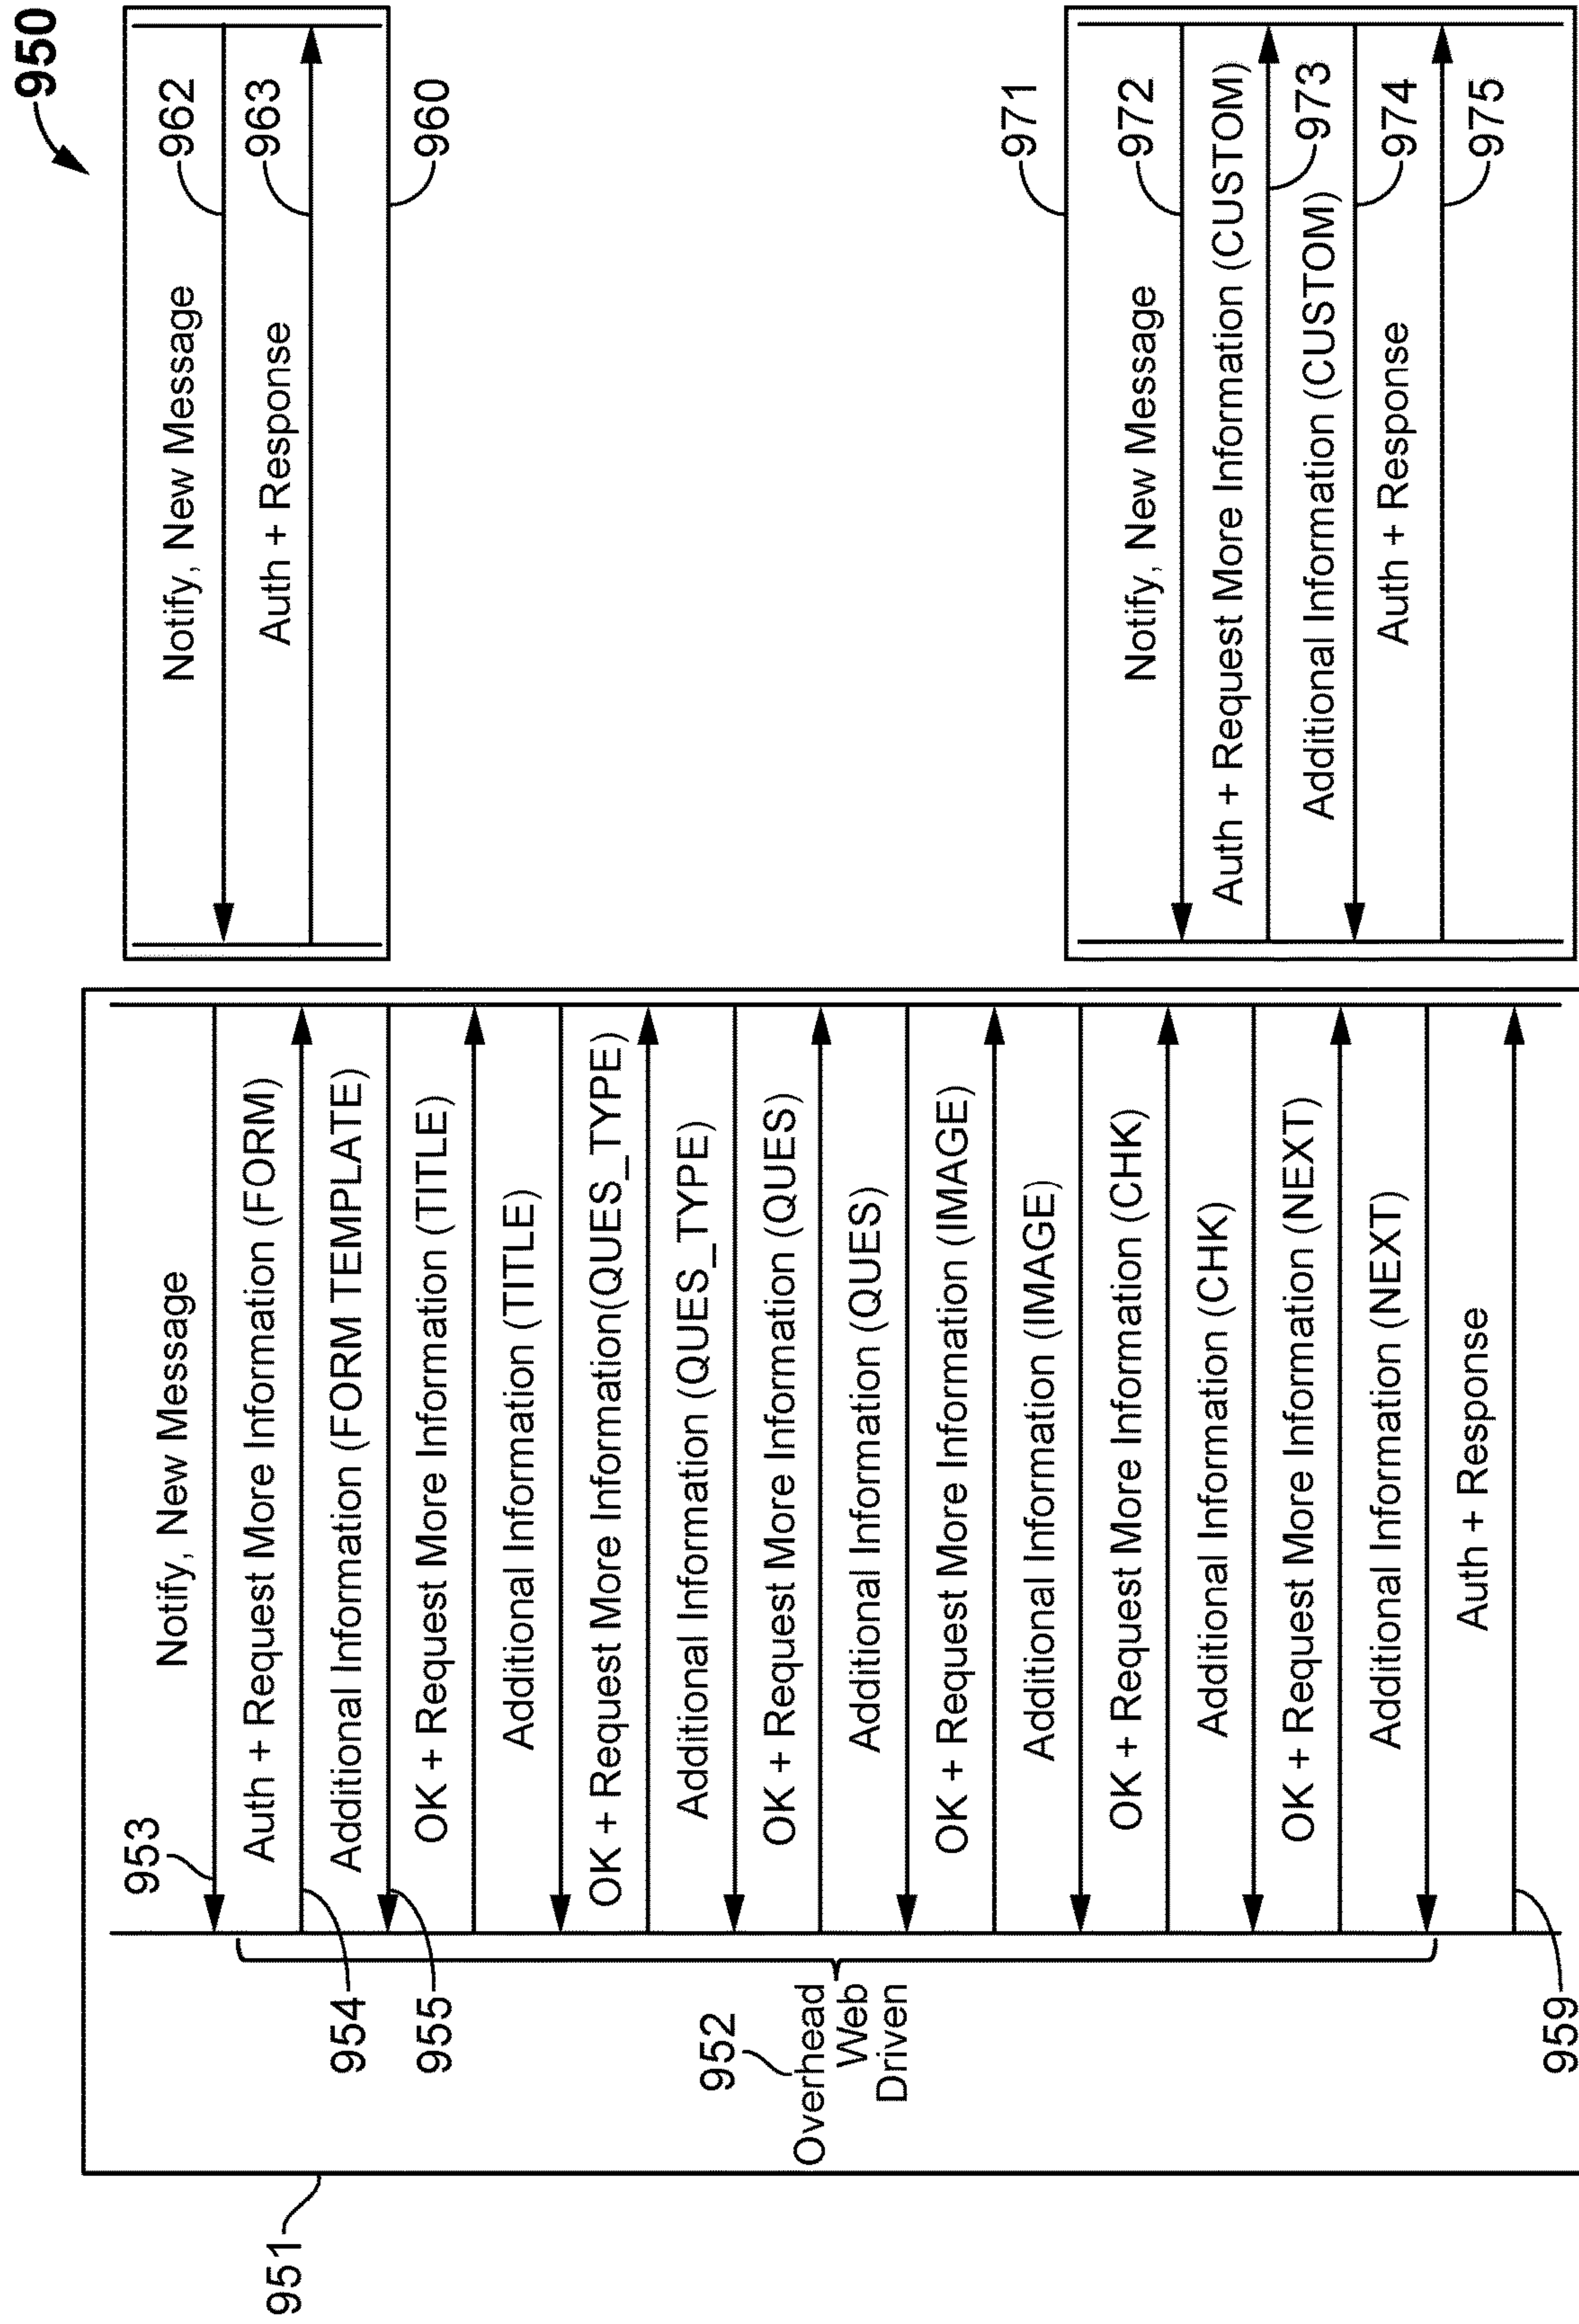 950
951
952
Overhead
Web
Driven
953
Notify, New Message
Auth + Request More Information (FORM)
954
Additional Information (FORM TEMPLATE)
955
OK + Request More Information (TITLE)
Additional Information (TITLE)
OK + Request More Information(QUES_TYPE)
Additional Information (QUES_TYPE)
OK + Request More Information (QUES)
Additional Information (QUES)
OK + Request More Information (IMAGE)
Additional Information (IMAGE)
OK + Request More Information (CHK)
Additional Information (CHK)
OK + Request More Information (NEXT)
Additional Information (NEXT)
Auth + Response
959
Notify, New Message
962
Auth + Response
963
960
971
Notify, New Message
972
Auth + Request More Information (CUSTOM)
973
Additional Information (CUSTOM)
974
Auth + Response
975